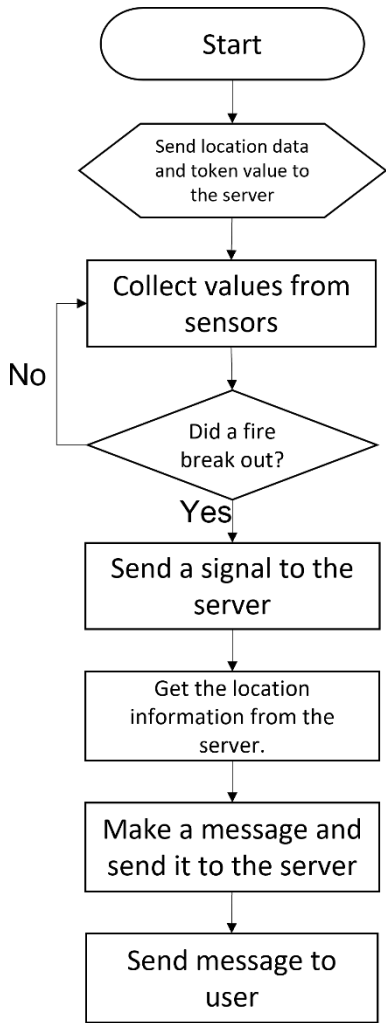 Start
Send location data
and token value to
the server
Collect values from
sensors
No
Did a fire
break out?
Yes
Send a signal to the
server
Get the location
information from the
server.
Make a message and
send it to the server
Send message to
user